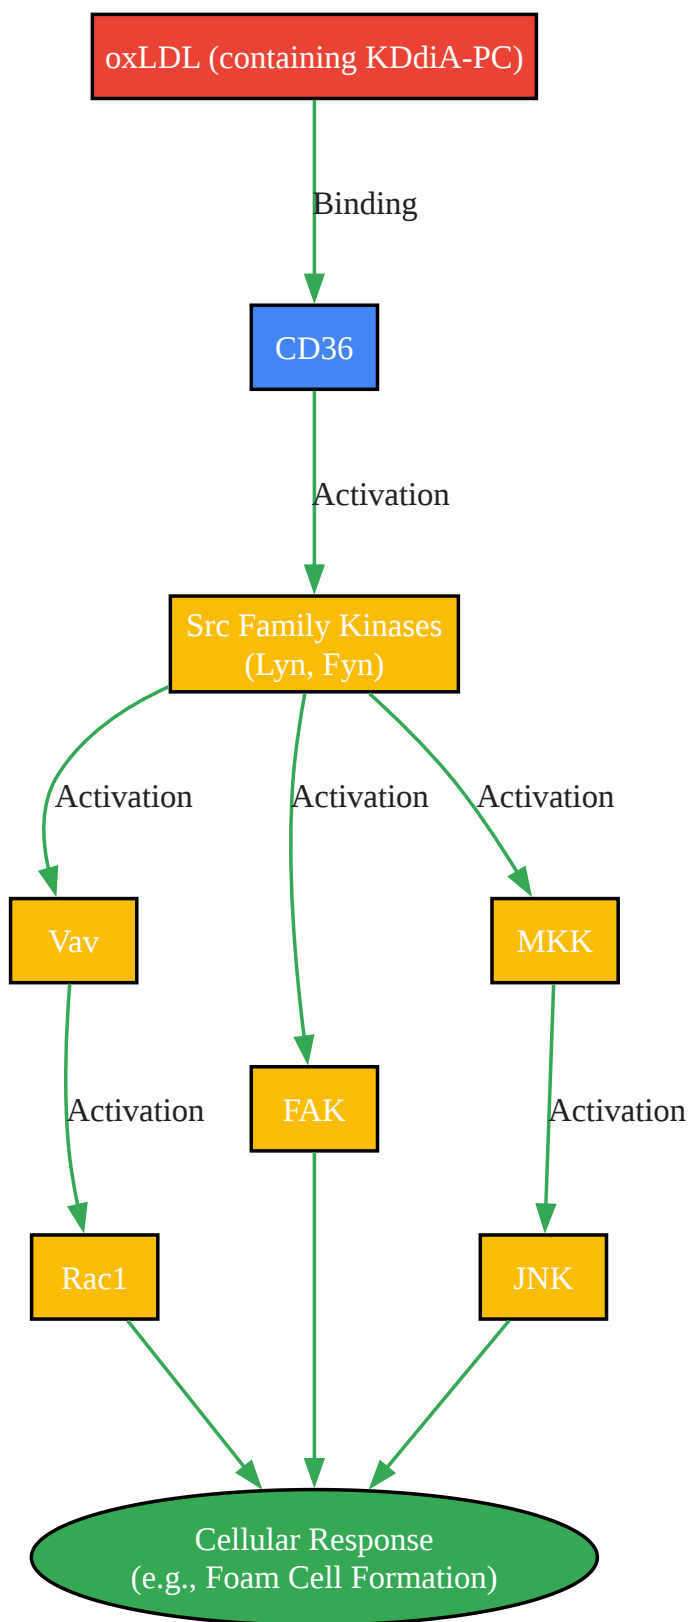 oxLDL (containing KDdiA-PC)
Binding
CD36
Activation
Src Family Kinases
(Lyn, Fyn)
Activation
Activation
Activation
Vav
MKK
FAK
Activation
Activation
Rac1
JNK
Cellular Response
(e.g., Foam Cell Formation)